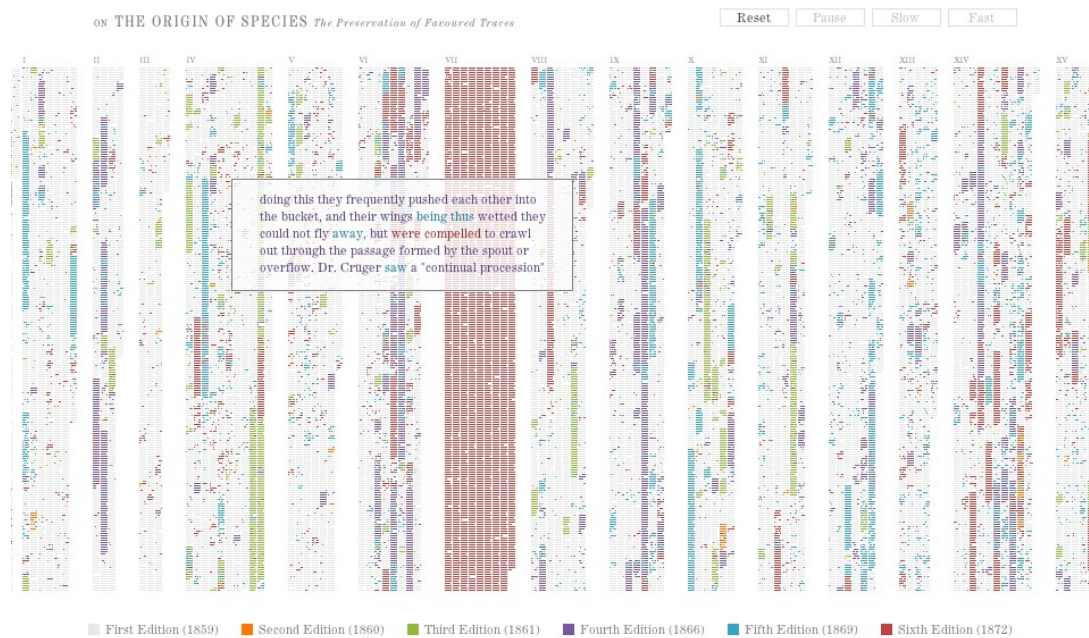 ON THE ORIGIN OF SPECIES The Preservation of Favoured Traces
Reset Pause Slow Fast
I II III IV V VI VII VIII IX X XI XII XIII XIV XV
doing this they frequently pushed each other into
the bucket, and their wings being thus wetted they
could not fly away, but were compelled to crawl
out through the passage formed by the spout or
overflow. Dr. Crüger saw a "continual procession"
First Edition (1859) Second Edition (1860) Third Edition (1861) Fourth Edition (1866) Fifth Edition (1869) Sixth Edition (1872)